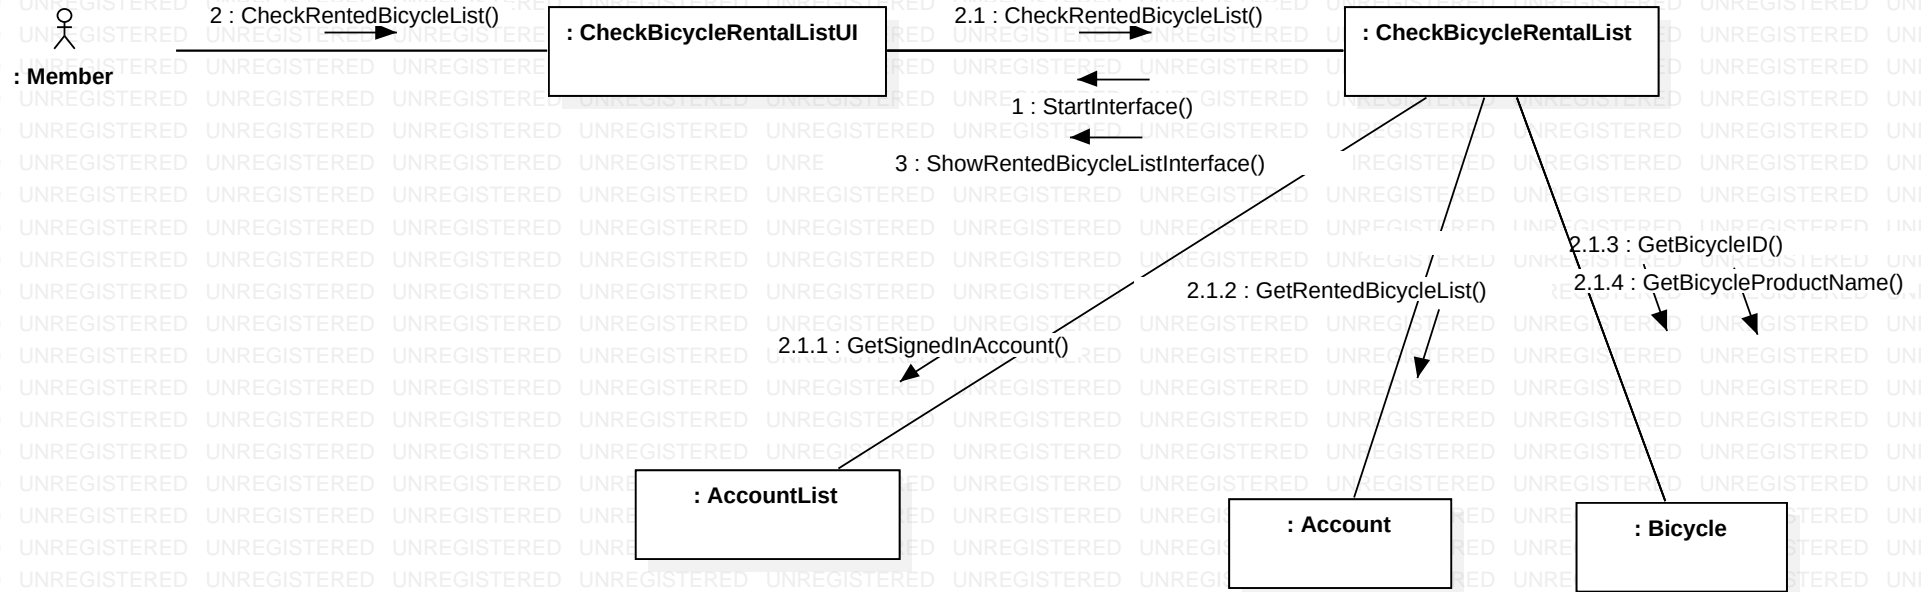 2 : CheckRentedBicycleList()
2.1 : CheckRentedBicycleList()
: Member
: CheckBicycleRentalListUI
: CheckBicycleRentalList
1 : StartInterface()
3 : ShowRentedBicycleListInterface()
2.1.3 : GetBicycleID()
2.1.4 : GetBicycleProductName()
2.1.2 : GetRentedBicycleList()
2.1.1 : GetSignedInAccount()
: AccountList
: Account
: Bicycle
UNREGISTERED